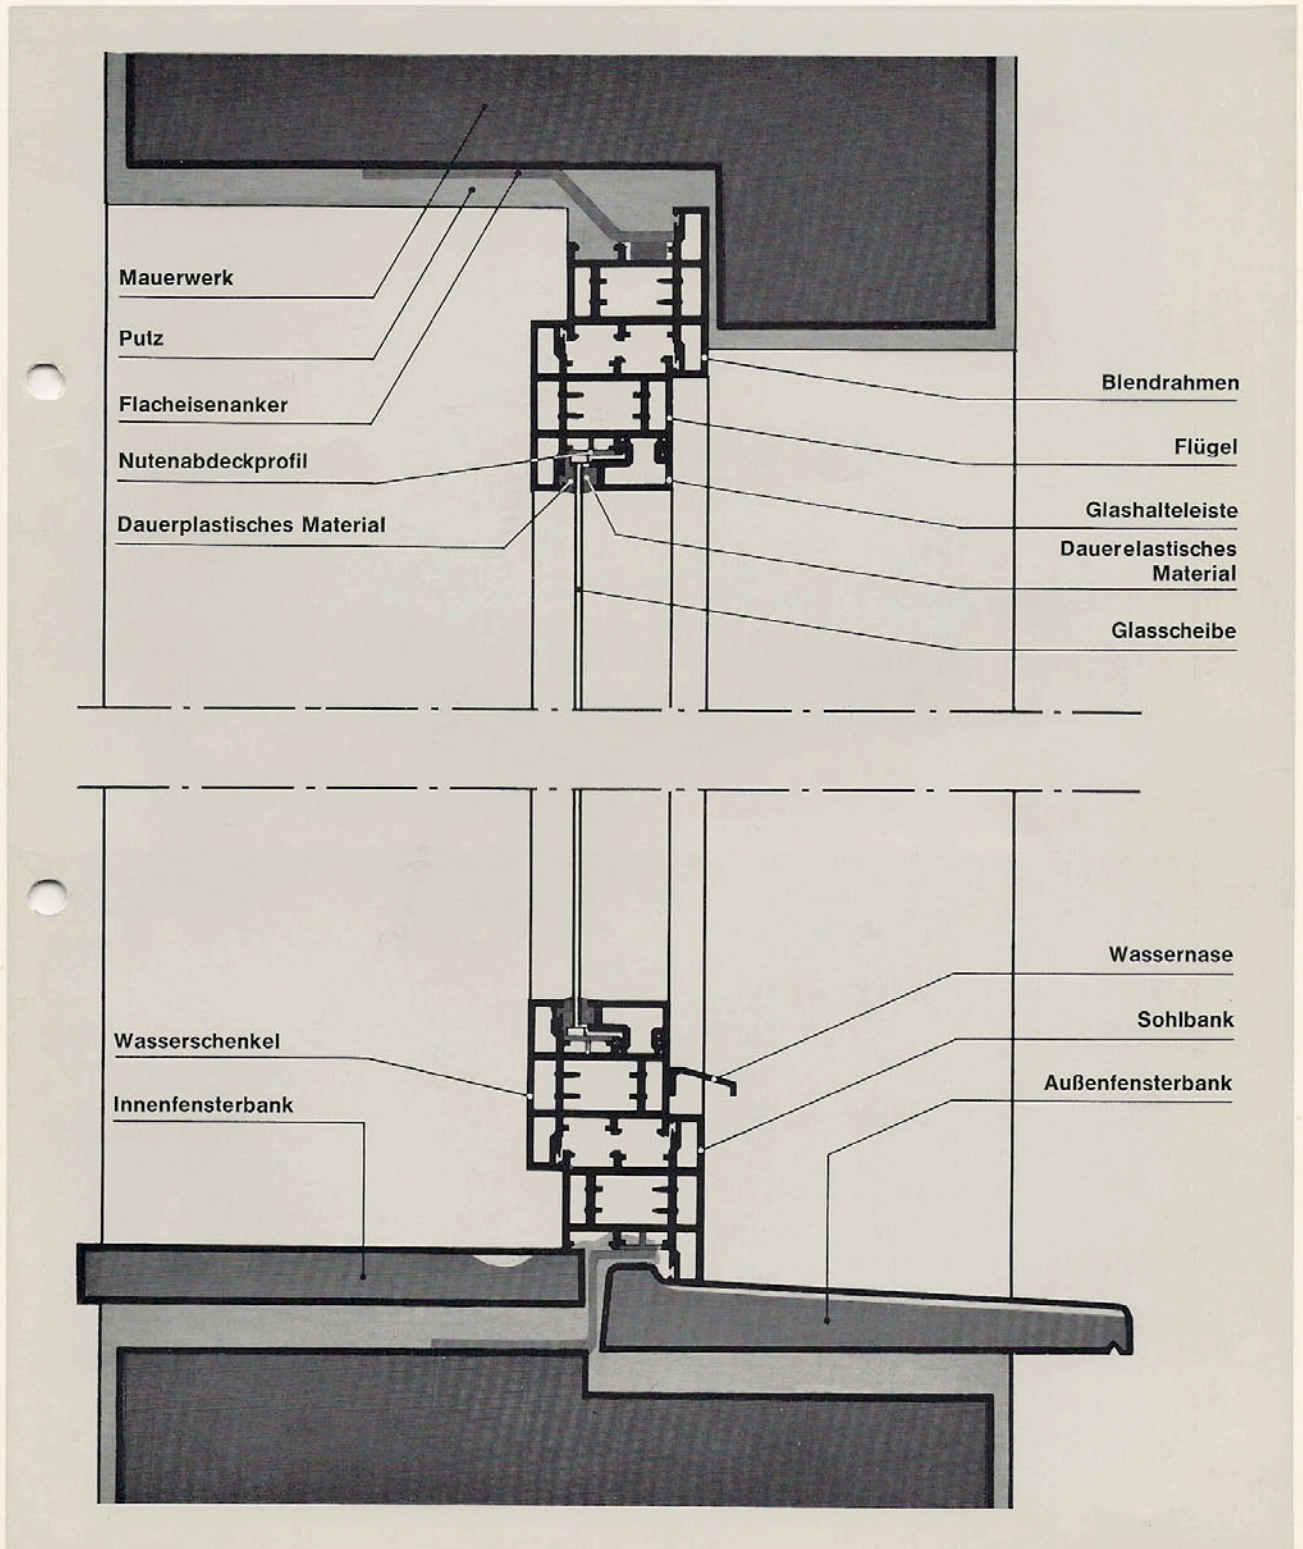 Mauerwerk
Putz
Flacheisenanker
Nutenabdeckprofil
Dauerplastisches Material
Blendrahmen
Flügel
Glashalteleiste
Dauerelastisches
Material
Glasscheibe
Wasserschenkel
Innenfensterbank
Wassernase
Sohlbank
Außenfensterbank